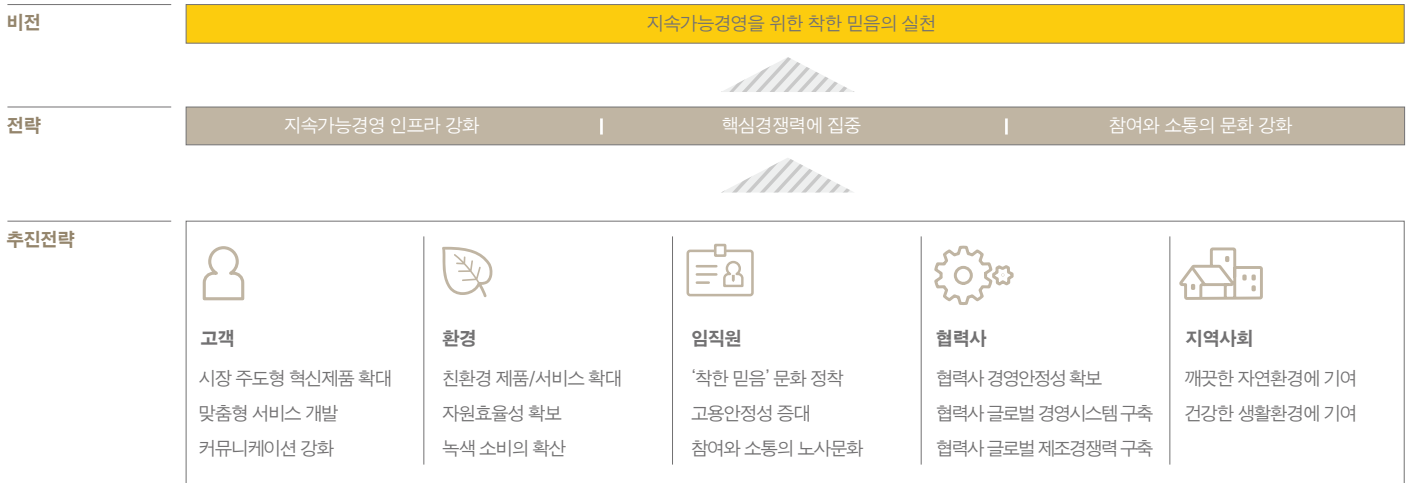 비전
지속가능경영을 위한 착한 믿음의 실천
전략
지속가능경영 인프라 강화 | 핵심경쟁력에 집중 | 참여와 소통의 문화 강화
추진전략
고객
시장 주도형 혁신제품 확대
맞춤형 서비스 개발
커뮤니케이션 강화
환경
친환경 제품/서비스 확대
자원효율성 확보
녹색 소비의 확산
임직원
‘착한 믿음’ 문화 정착
고용안정성 증대
참여와 소통의 노사문화
협력사
협력사 경영안정성 확보
협력사 글로벌 경영시스템 구축
협력사 글로벌 제조경쟁력 구축
지역사회
깨끗한 자연환경에 기여
건강한 생활환경에 기여